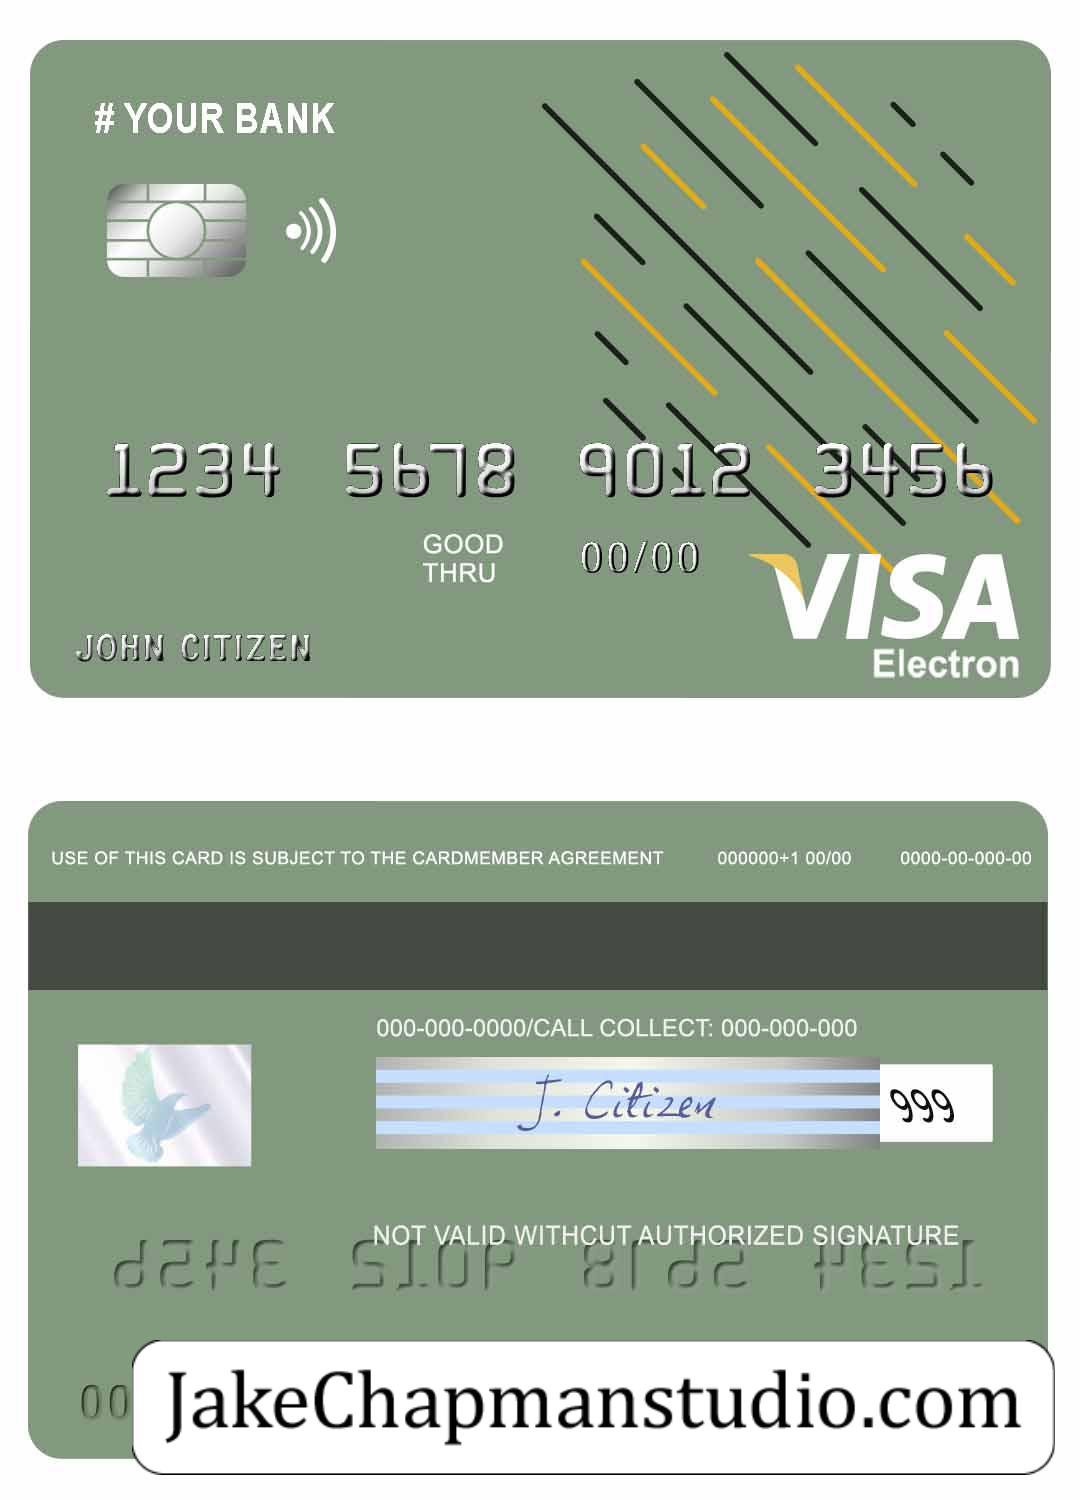 # YOUR BANK
1234 5678 9012 3456
GOOD
THRU
00/00
VISA
JOHN CITIZEN
Electron
USE OF THIS CARD IS SUBJECT TO THE CARDMEMBER AGREEMENT 000000+1 00/00 0000-00-000-00
000-000-0000/CALL COLLECT: 000-000-000
J. Citizen 999
NOT VALID WITHCUT AUTHORIZED SIGNATURE
00
JakeChapmanstudio.com